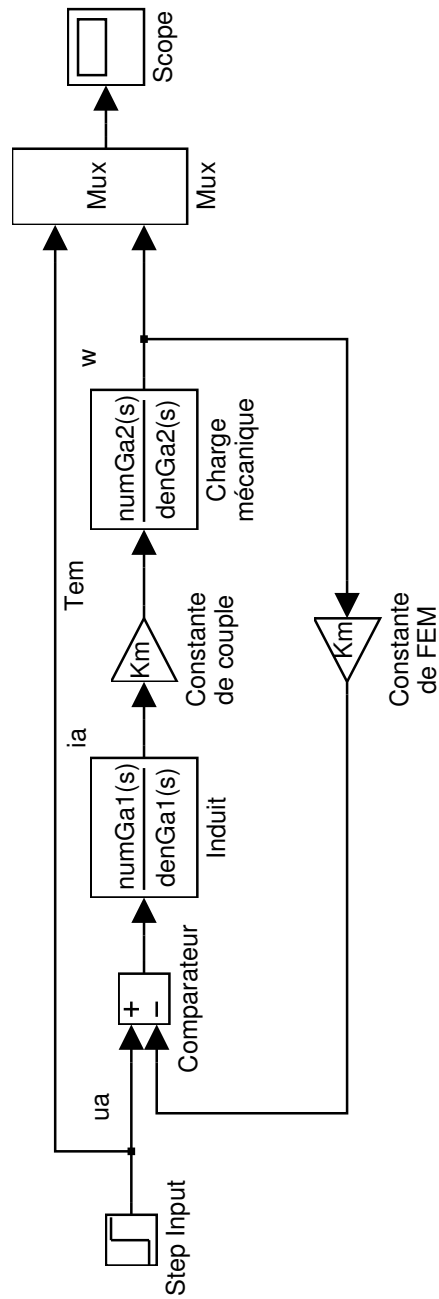 Step Input
ua
+
−
Comparateur
numGa1(s)
denGa1(s)
Induit
ia
Km
Constante
de couple
Tem
numGa2(s)
denGa2(s)
Charge
mécanique
w
Km
Constante
de FEM
Mux
Mux
Scope